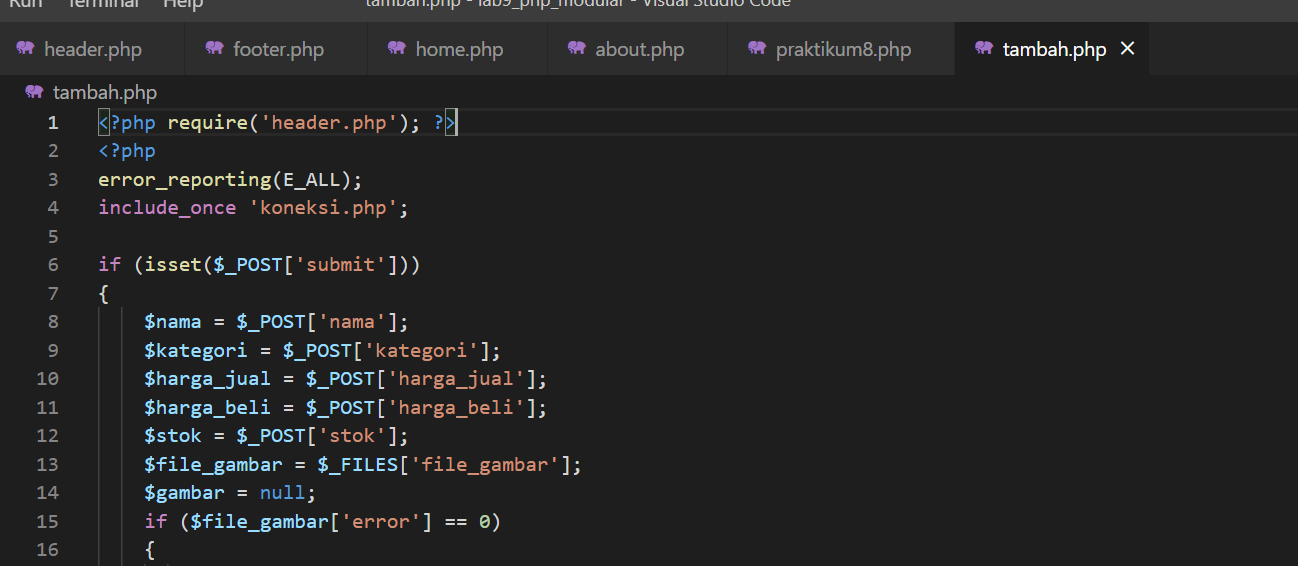 Run Terminal Help tambah.php - lab9_php_modular - Visual Studio Code
header.php footer.php home.php about.php praktikum8.php tambah.php ×
tambah.php
1 <?php require('header.php'); ?>
2 <?php
3 error_reporting(E_ALL);
4 include_once 'koneksi.php';
5
6 if (isset($_POST['submit']))
7 {
8 $nama = $_POST['nama'];
9 $kategori = $_POST['kategori'];
10 $harga_jual = $_POST['harga_jual'];
11 $harga_beli = $_POST['harga_beli'];
12 $stok = $_POST['stok'];
13 $file_gambar = $_FILES['file_gambar'];
14 $gambar = null;
15 if ($file_gambar['error'] == 0)
16 {